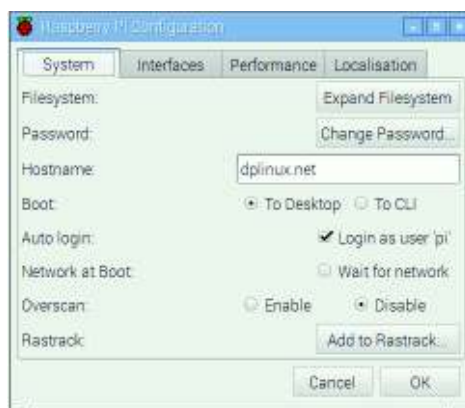 Raspberry Pi Configuration
System Interfaces Performance Localisation
Filesystem: Expand Filesystem
Password: Change Password...
Hostname: dplinux.net
Boot: To Desktop To CLI
Auto login: Login as user 'pi'
Network at Boot: Wait for network
Overscan: Enable Disable
Rastrack: Add to Rastrack...
Cancel OK